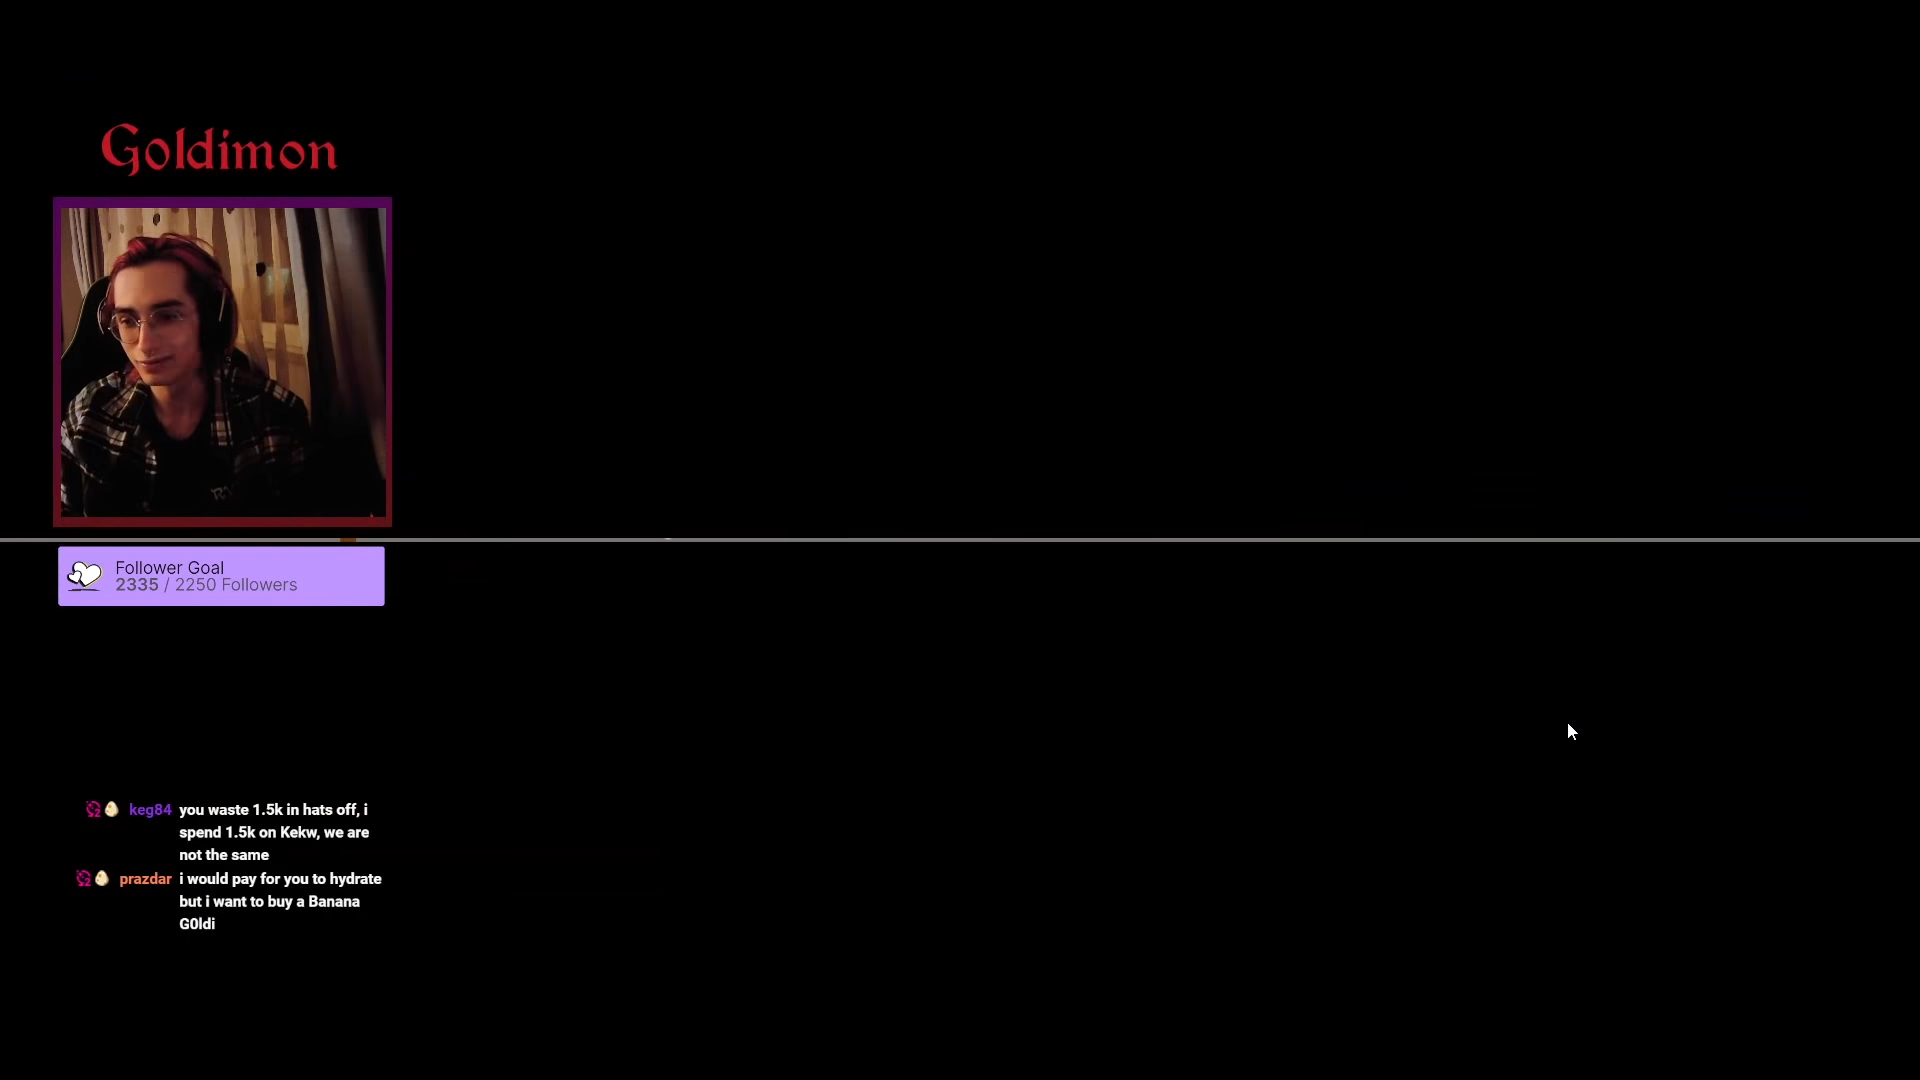 Goldimon
Follower Goal
2335 / 2250 Followers
keg84 you waste 1.5k in hats off, i
spend 1.5k on Kekw, we are
not the same
prazdar i would pay for you to hydrate
but i want to buy a Banana
G0ldi